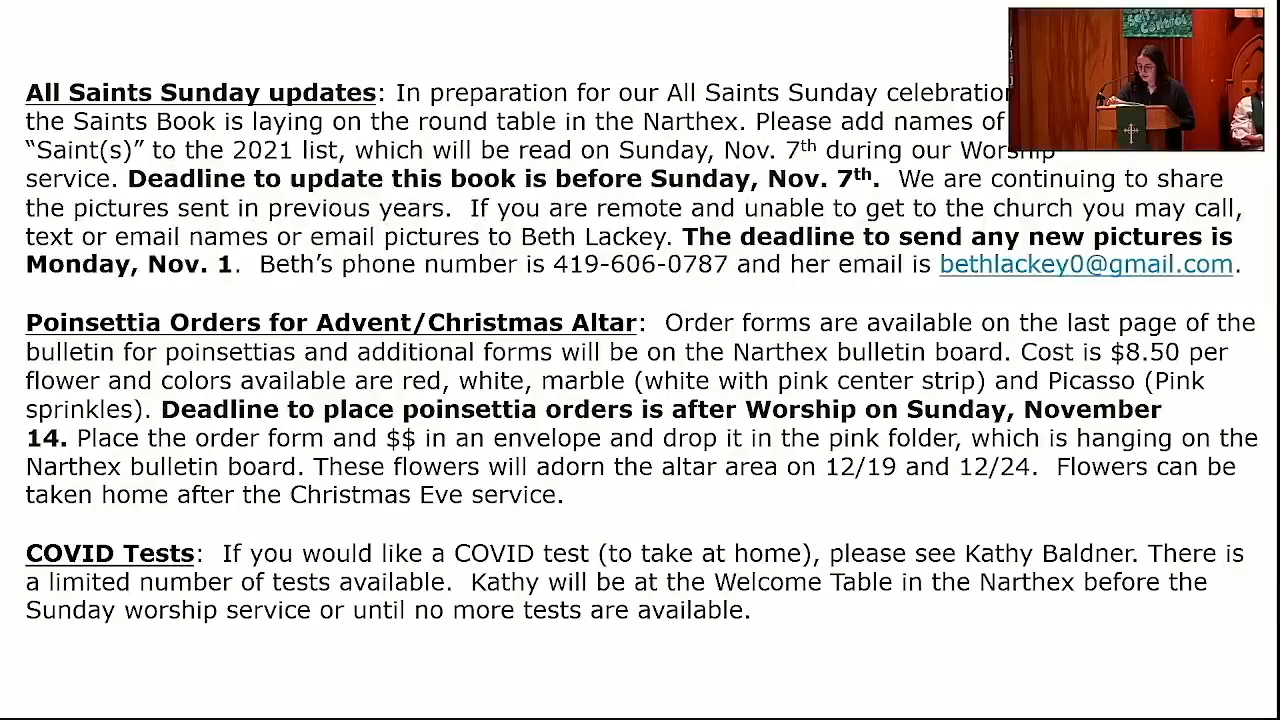 All Saints Sunday updates: In preparation for our All Saints Sunday celebration
the Saints Book is laying on the round table in the Narthex. Please add names of
“Saint(s)” to the 2021 list, which will be read on Sunday, Nov. 7th during our Worship
service. Deadline to update this book is before Sunday, Nov. 7th. We are continuing to share
the pictures sent in previous years. If you are remote and unable to get to the church you may call,
text or email names or email pictures to Beth Lackey. The deadline to send any new pictures is
Monday, Nov. 1. Beth’s phone number is 419-606-0787 and her email is bethlackey0@gmail.com.
Poinsettia Orders for Advent/Christmas Altar: Order forms are available on the last page of the
bulletin for poinsettias and additional forms will be on the Narthex bulletin board. Cost is $8.50 per
flower and colors available are red, white, marble (white with pink center strip) and Picasso (Pink
sprinkles). Deadline to place poinsettia orders is after Worship on Sunday, November
14. Place the order form and $$ in an envelope and drop it in the pink folder, which is hanging on the
Narthex bulletin board. These flowers will adorn the altar area on 12/19 and 12/24. Flowers can be
taken home after the Christmas Eve service.
COVID Tests: If you would like a COVID test (to take at home), please see Kathy Baldner. There is
a limited number of tests available. Kathy will be at the Welcome Table in the Narthex before the
Sunday worship service or until no more tests are available.
Self-
Control